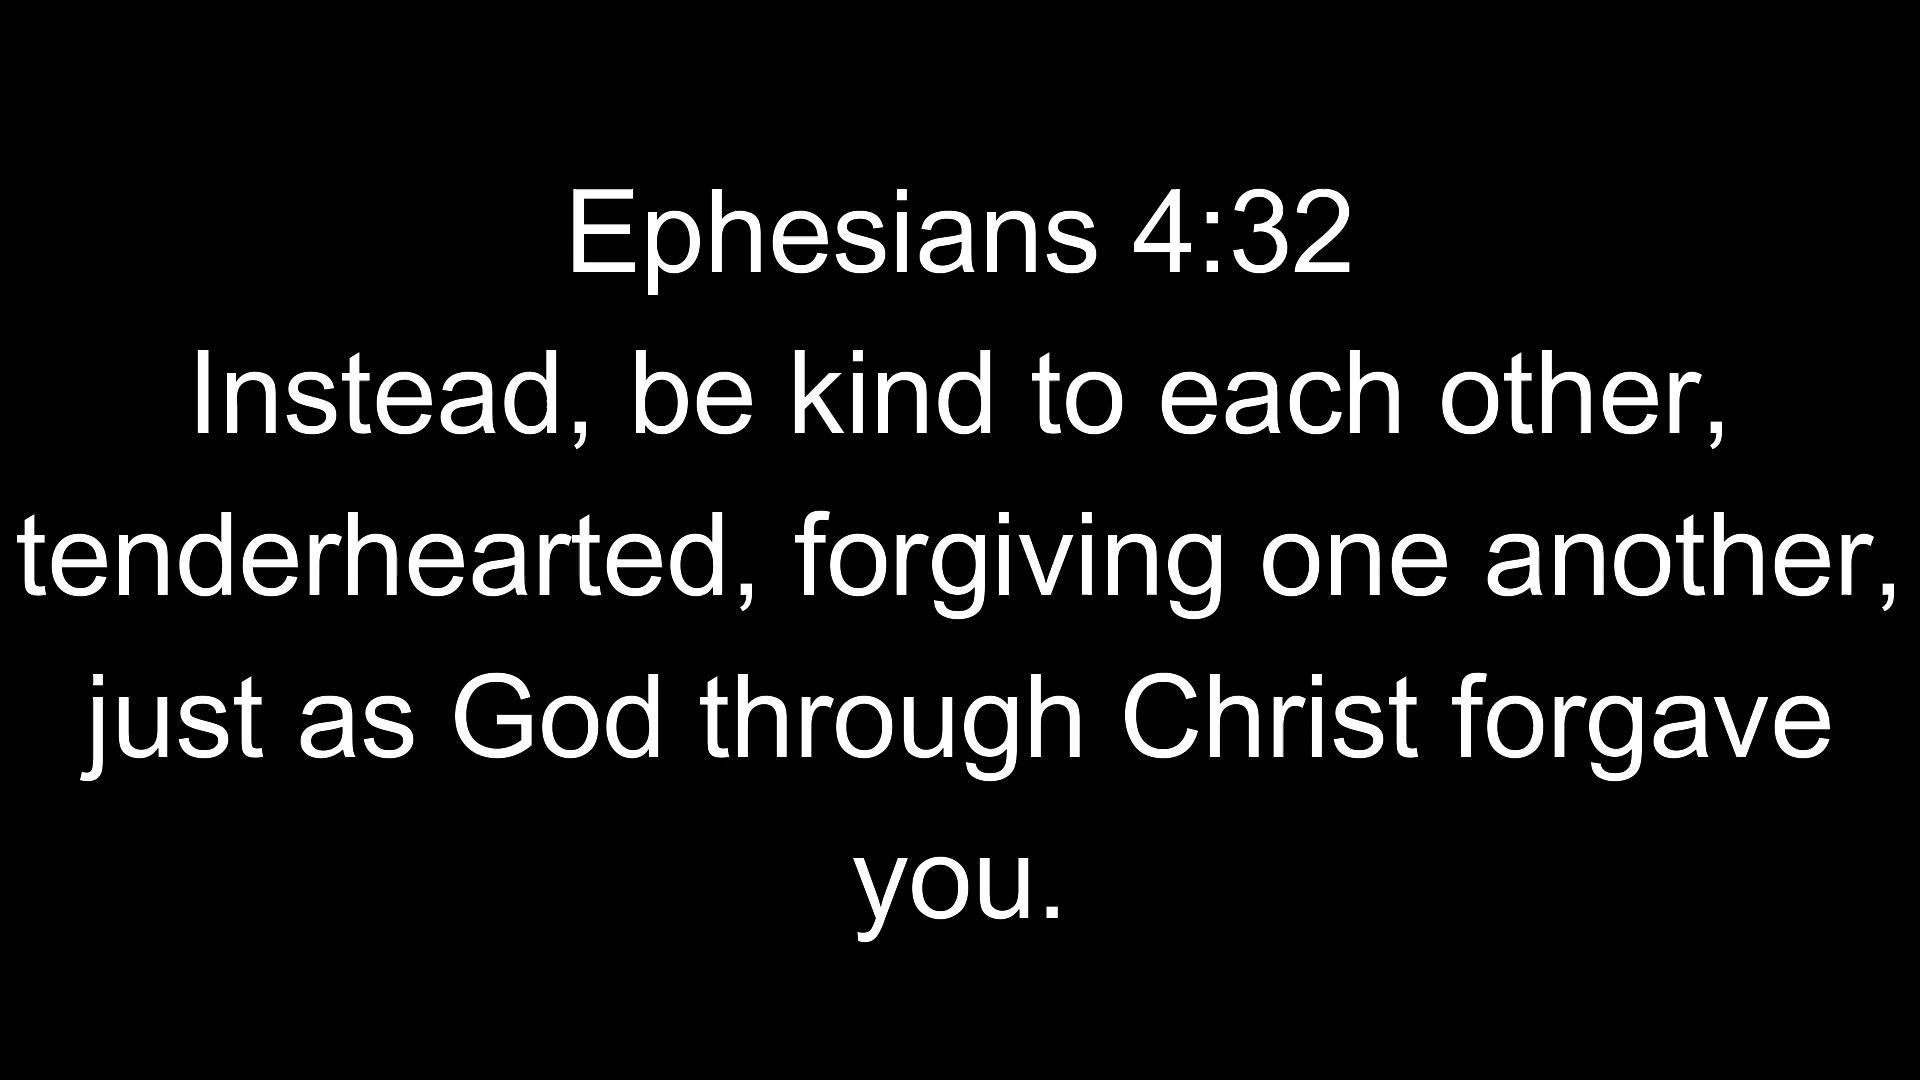 Ephesians 4:32
Instead, be kind to each other,
tenderhearted, forgiving one another,
just as God through Christ forgave
you.